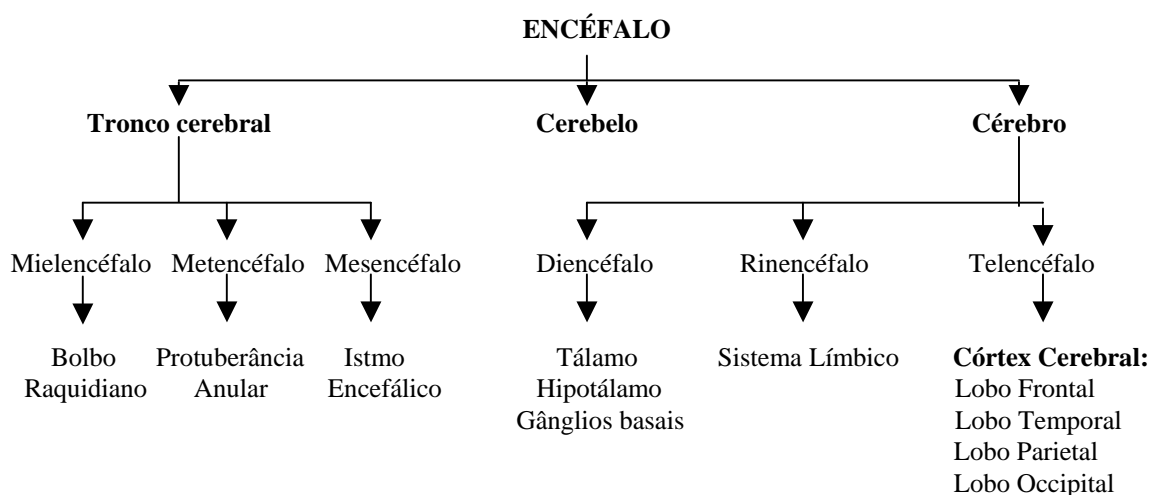 ENCÉFALO
Tronco cerebral Cerebelo Cérebro
Mielencéfalo Metencéfalo Mesencéfalo Diencéfalo Rinencéfalo Telencéfalo
Bolbo Protuberância Istmo Tálamo Sistema Límbico Córtex Cerebral:
Raquidiano Anular Encefálico Hipotálamo Lobo Frontal
Gânglios basais Lobo Temporal
Lobo Parietal
Lobo Occipital